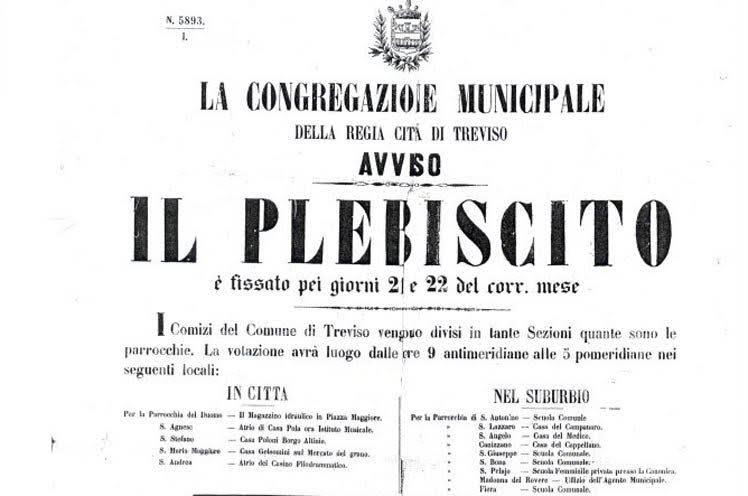 N. 5893.
I.
LA CONGREGAZIONE MUNICIPALE
DELLA REGIA CITÀ DI TREVISO
AVVISO
IL PLEBISCITO
è fissato pei giorni 21 e 22 del corr. mese
I Comizi del Comune di Treviso vengono divisi in tante Sezioni quante sono le
parrocchie. La votazione avrà luogo dalle ore 9 antimeridiane alle 5 pomeridiane nei
seguenti locali:
IN CITTA
Per la Parrocchia del Duomo — Il Magazzino idraulico in Piazza Maggiore.
S. Agnese — Atrio di Casa Pola ora Istituto Musicale.
S. Stefano — Casa Poloni Borgo Altinio.
S. Maria Maggiore — Casa Gelsomini sul Mercato del grano.
S. Andrea — Atrio del Casino Filodrammatico.
NEL SUBURBIO
Per la Parrocchia di S. Antonino — Scuola Comunale
» S. Lazzaro — Casa del Campanaro.
» S. Angelo — Casa del Medico.
» Canizzano — Casa del Cappellano.
» S. Giuseppe — Scuola Comunale.
» S. Bona — Scuola Comunale.
» S. Pelajo — Scuola Femminile privata presso la Canonica.
» Madonna del Rovere — Uffizio dell'Agente Municipale.
» Fiera — Scuola Comunale.